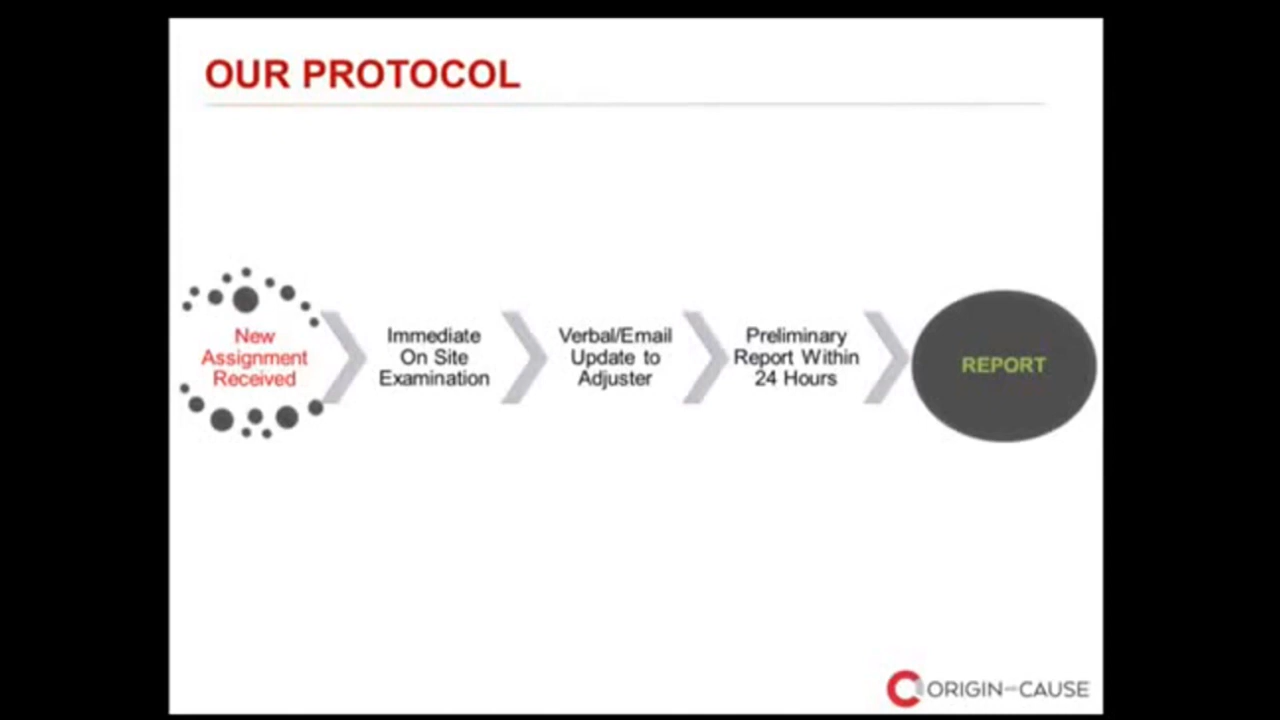 OUR PROTOCOL
New
Assignment
Received
Immediate
On Site
Examination
Verbal/Email
Update to
Adjuster
Preliminary
Report Within
24 Hours
REPORT
ORIGIN AND CAUSE